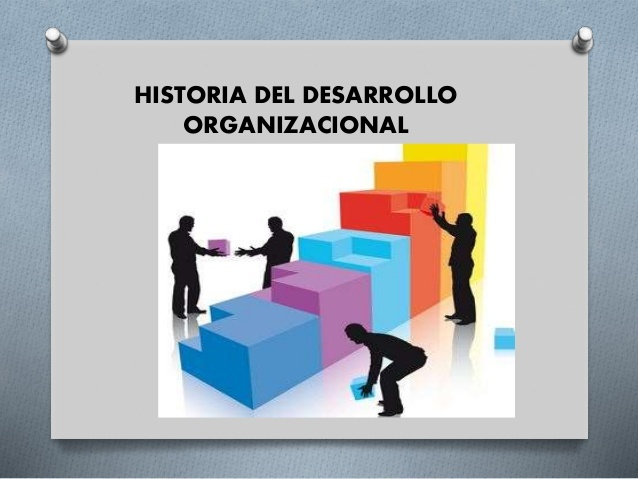 HISTORIA DEL DESARROLLO
ORGANIZACIONAL